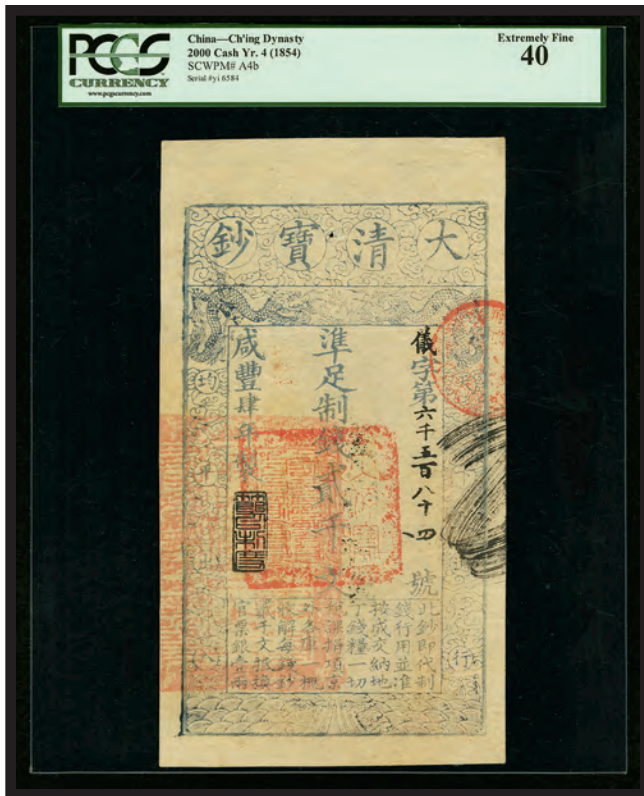 PCGS
CURRENCY
www.pcgscurrency.com
China—Ch'ing Dynasty
2000 Cash Yr. 4 (1854)
SCWPM# A4b
Serial #yi 6584
Extremely Fine
40
大清寶鈔
儀字第六千五百八十四號
準足制錢貳千文
咸豐肆年製
此鈔即代制
錢行用並准
按成交納地
丁錢糧一切
稅課捐項京
外各庫一概
收解每錢鈔
貳千文抵換
官票銀壹兩